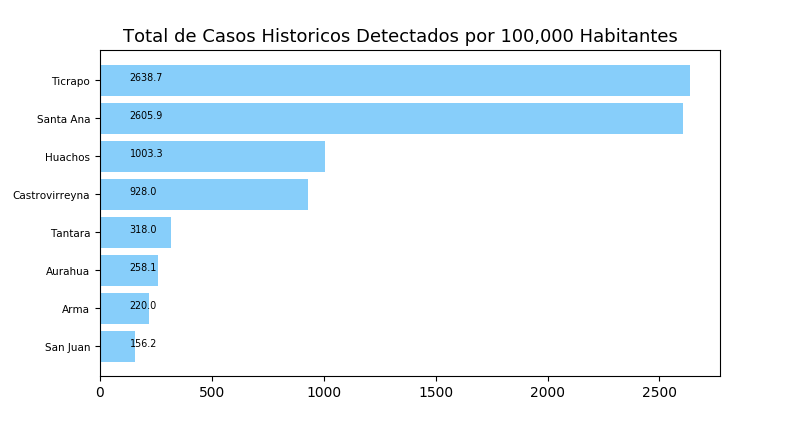 Total de Casos Historicos Detectados por 100,000 Habitantes
Ticrapo 2638.7
Santa Ana 2605.9
Huachos 1003.3
Castrovirreyna 928.0
Tantara 318.0
Aurahua 258.1
Arma 220.0
San Juan 156.2
0 500 1000 1500 2000 2500